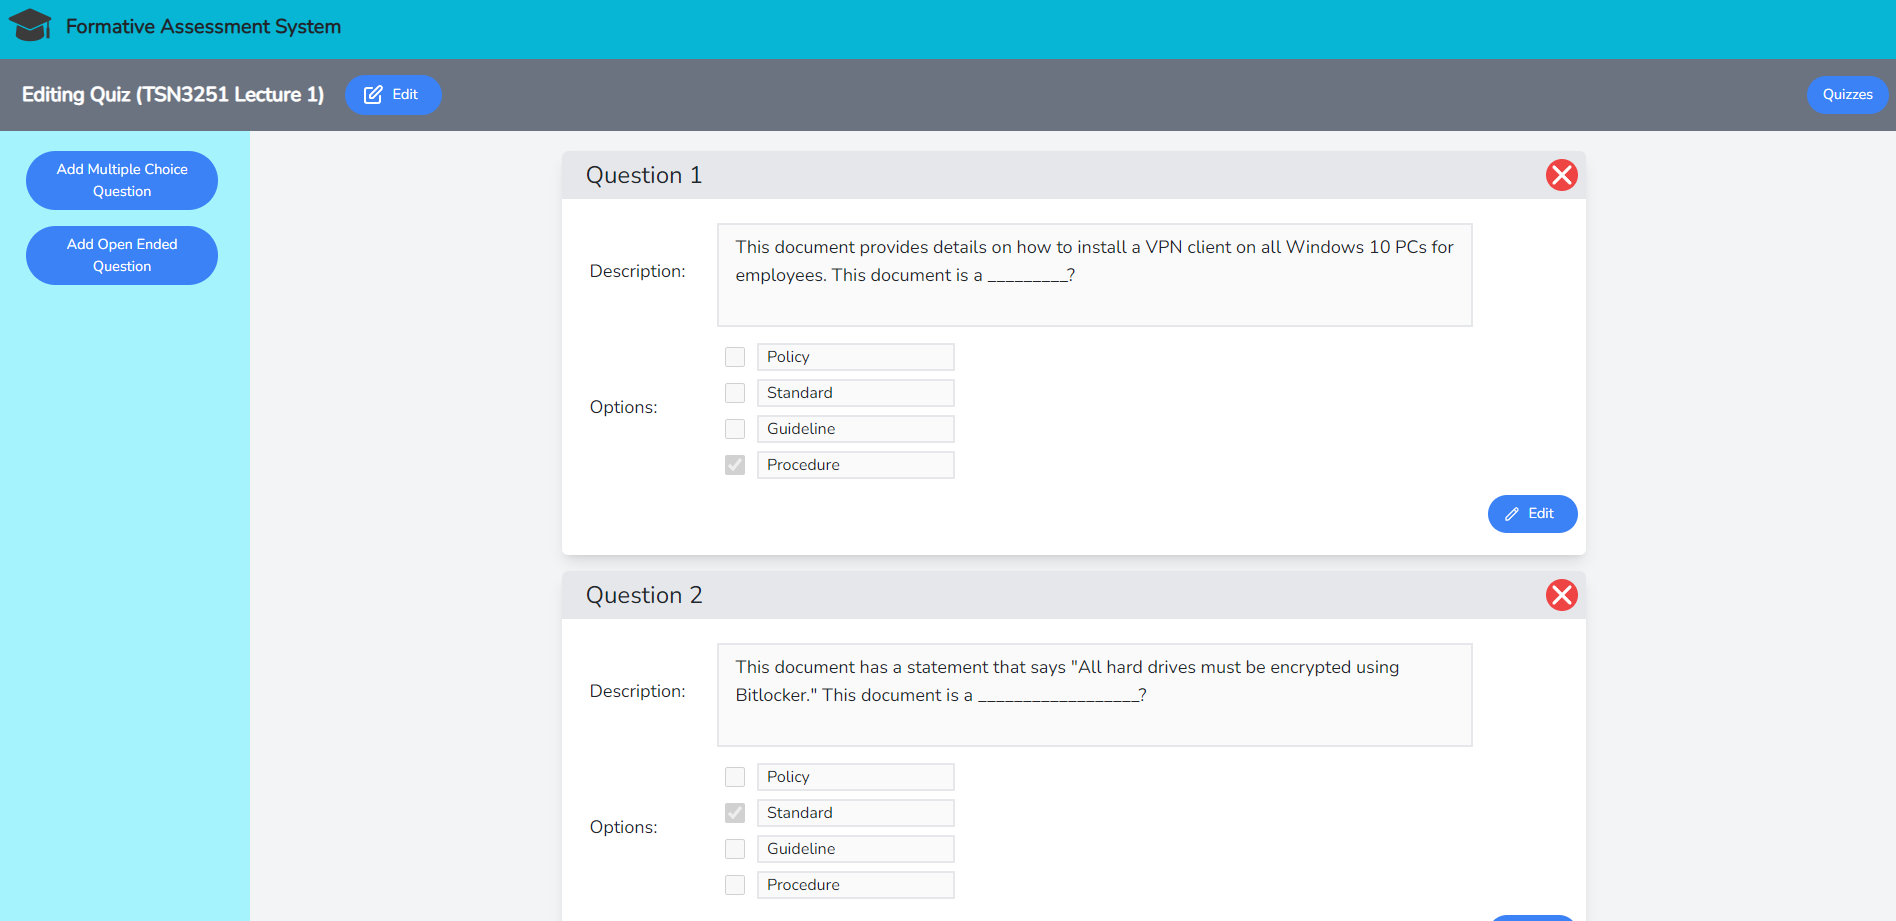 Formative Assessment System
Editing Quiz (TSN3251 Lecture 1)
Edit
Quizzes
Add Multiple Choice
Question
Add Open Ended
Question
Question 1
Description:
This document provides details on how to install a VPN client on all Windows 10 PCs for
employees. This document is a _________?
Options:
Policy
Standard
Guideline
Procedure
Edit
Question 2
Description:
This document has a statement that says "All hard drives must be encrypted using
Bitlocker." This document is a __________________?
Options:
Policy
Standard
Guideline
Procedure